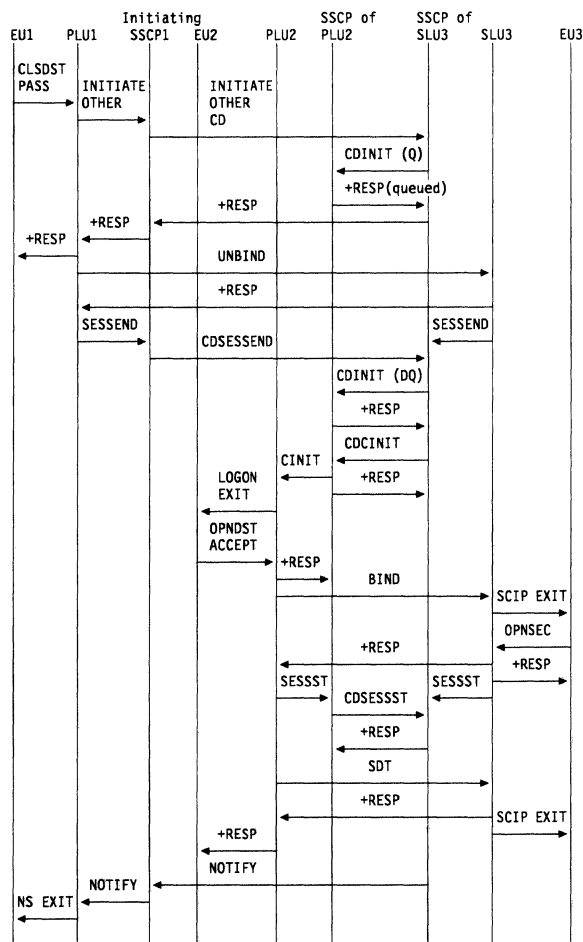 Initiating SSCP of SSCP of
EU1 PLU1 SSCP1 EU2 PLU2 PLU2 SLU3 SLU3 EU3
CLSDST
PASS
INITIATE
OTHER
INITIATE
OTHER
CD
CDINIT (Q)
+RESP(queued)
+RESP
+RESP
+RESP
UNBIND
+RESP
SESSEND SESSEND
CDSESSEND
CDINIT (DQ)
+RESP
CDCINIT
CINIT
+RESP
LOGON
EXIT
OPNDST
ACCEPT
+RESP
BIND
SCIP EXIT
OPNSEC
+RESP
+RESP
SESSST SESSST
CDSESSST
+RESP
SDT
+RESP
SCIP EXIT
+RESP
NOTIFY
NOTIFY
NS EXIT